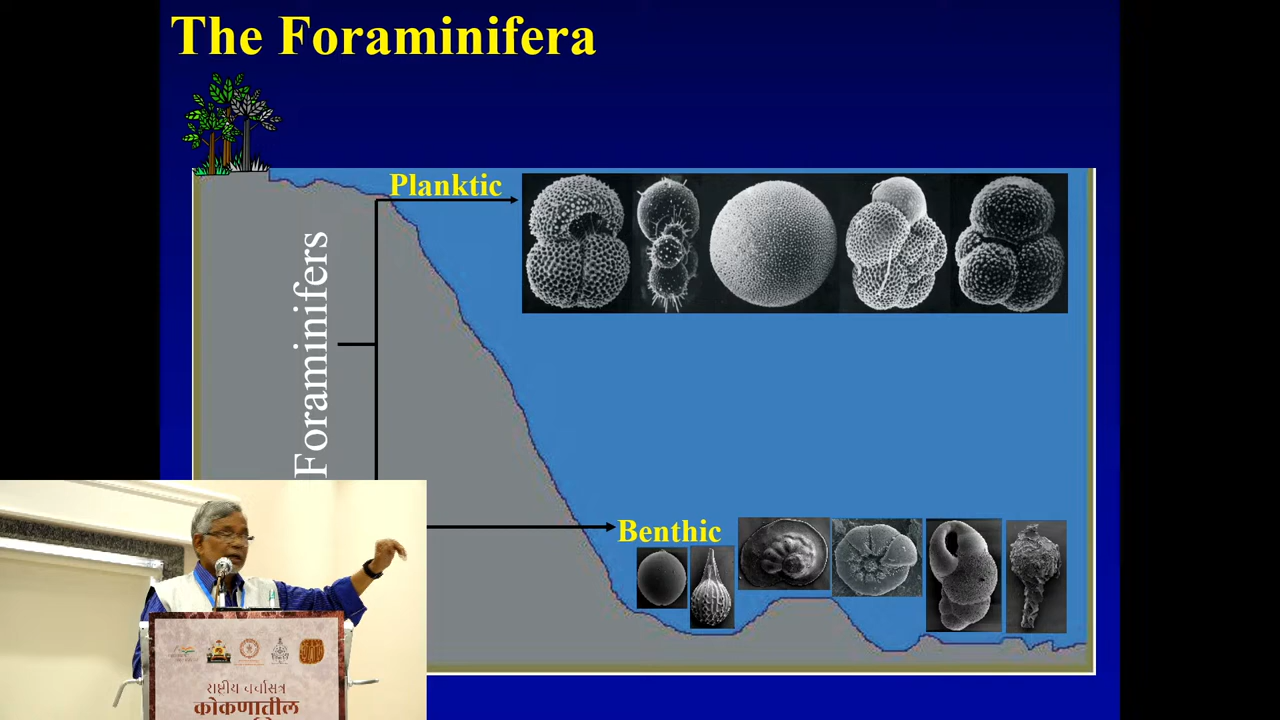 The Foraminifera
Planktic
Foraminifers
Benthic
राष्ट्रीय चर्चासत्र
कोकणातील